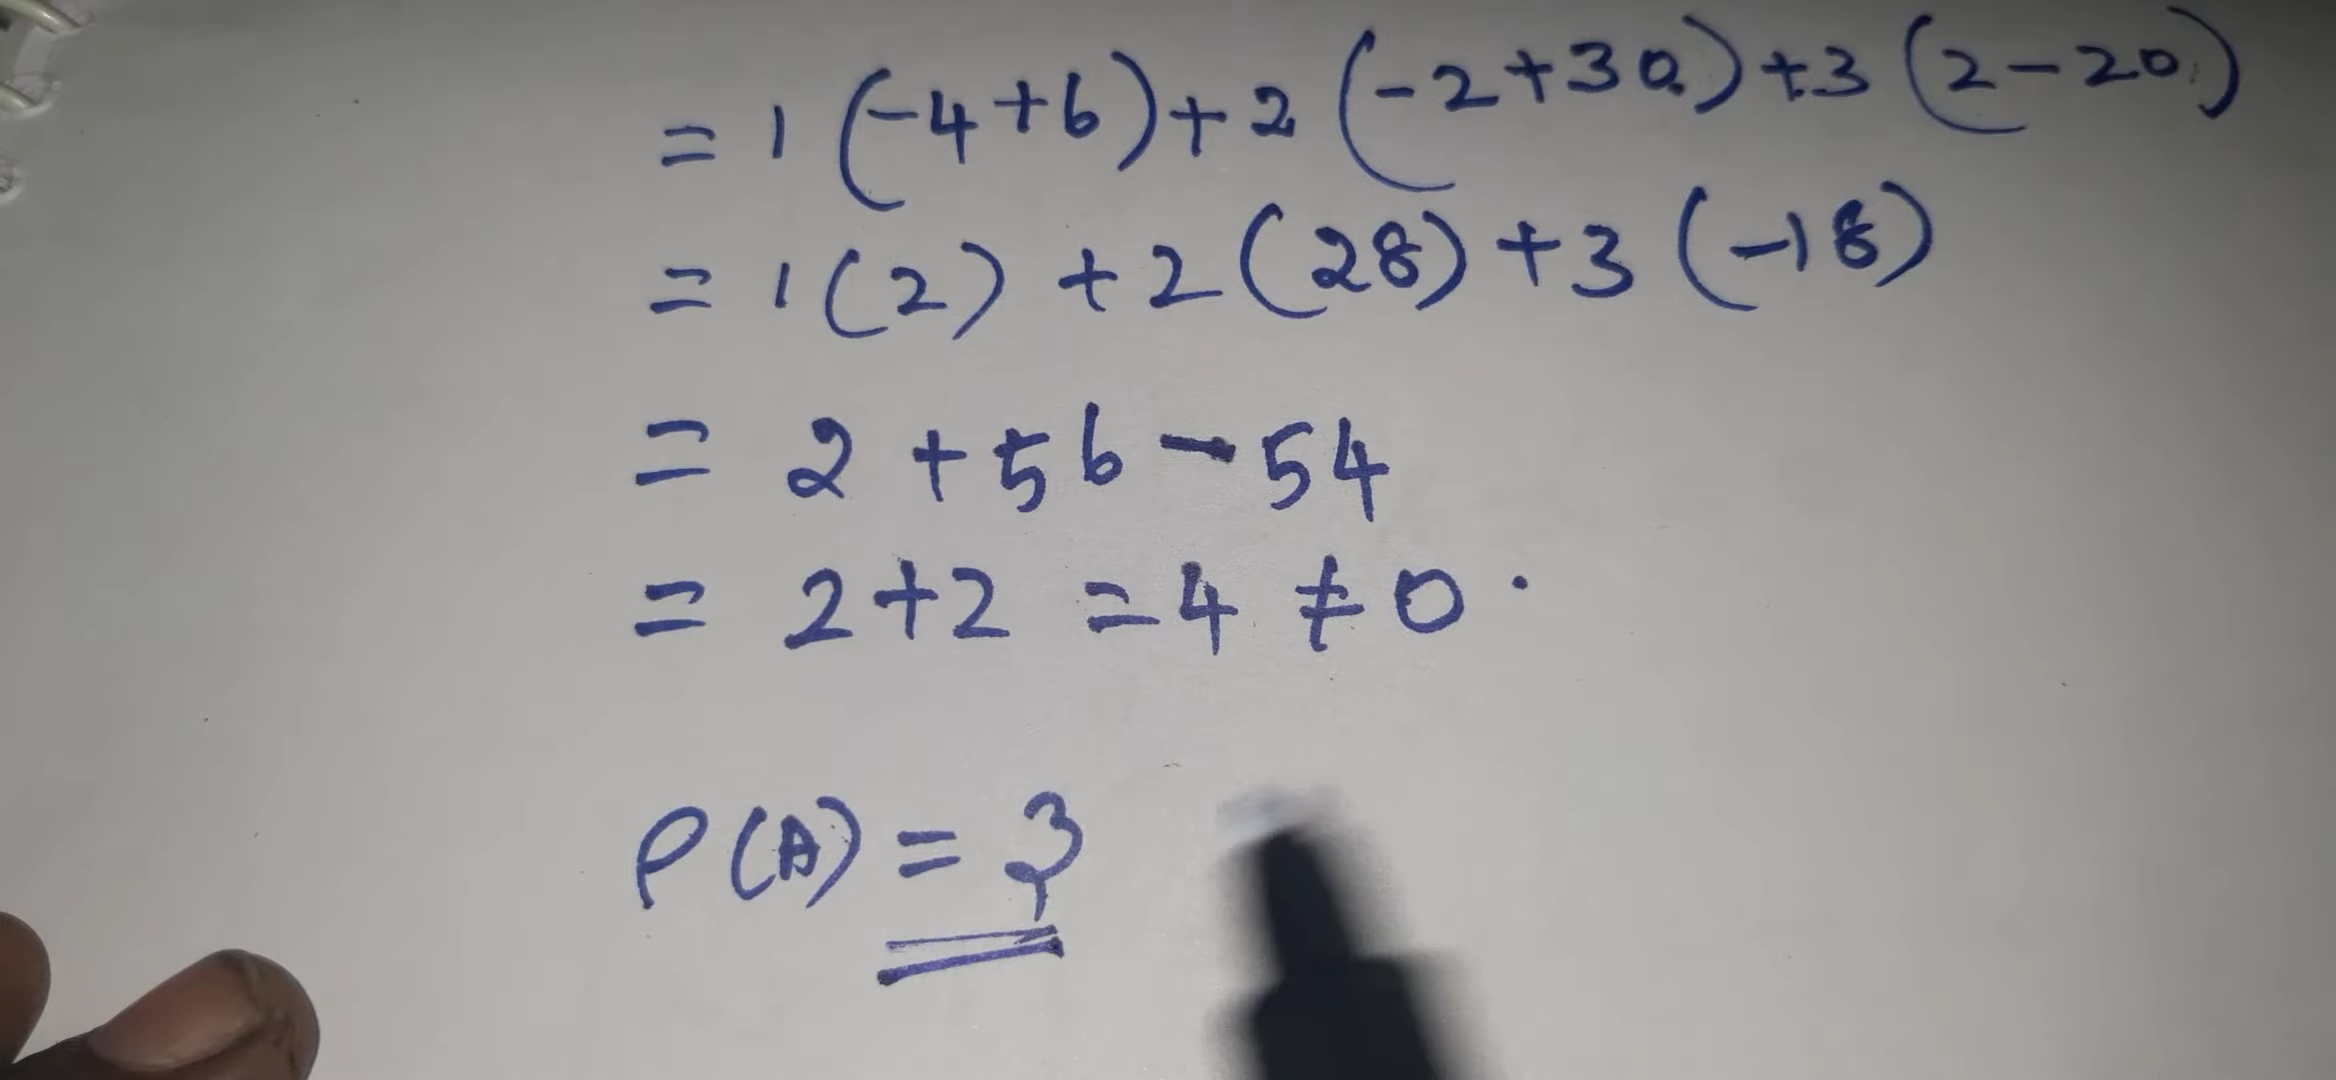 = 1 (-4+6)+2 (-2+30) +3 (2-20)
= 1 (2) +2 (28) +3 (-18)
= 2 +56 - 54
= 2+2 = 4 ≠ 0.
ρ(A) = 3